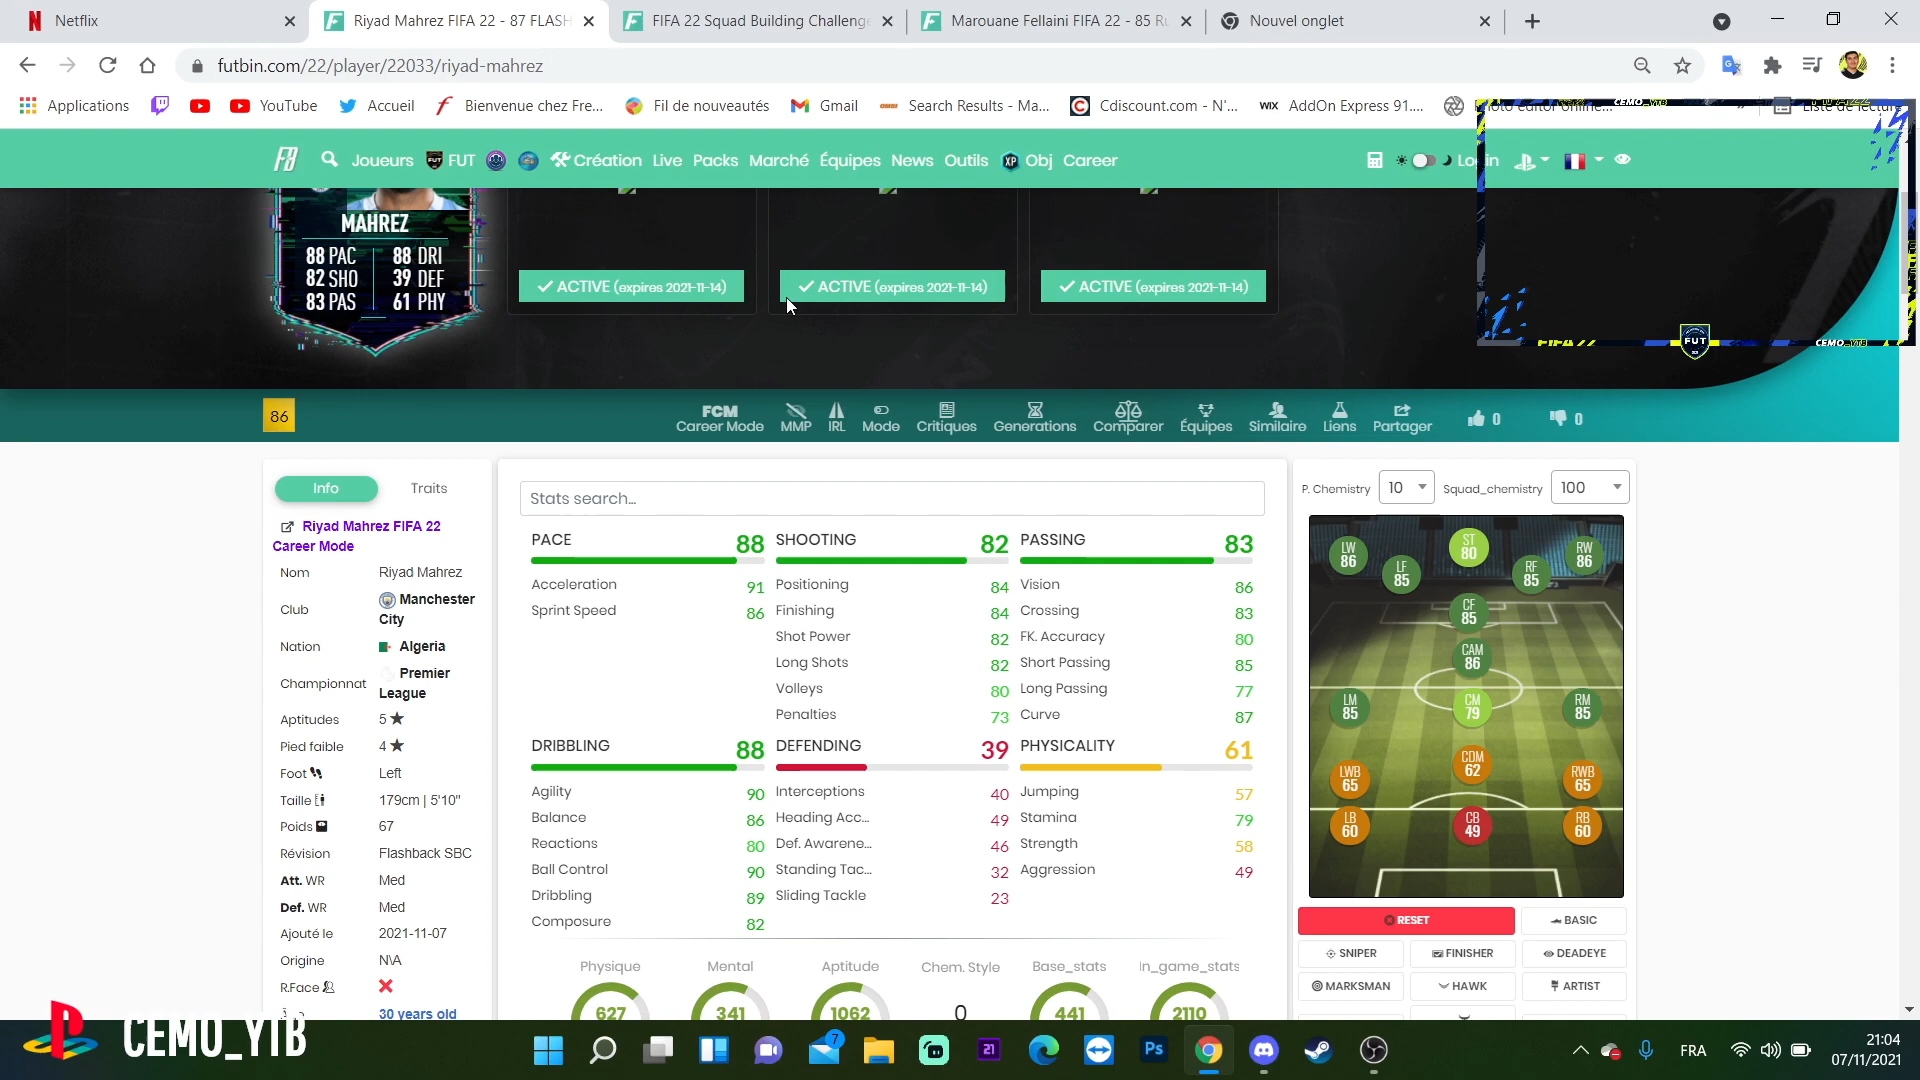 Netflix
Riyad Mahrez FIFA 22 - 87 FLASH
FIFA 22 Squad Building Challenge
Marouane Fellaini FIFA 22 - 85 Ru
Nouvel onglet
futbin.com/22/player/22033/riyad-mahrez
Applications
YouTube
Accueil
Bienvenue chez Fre...
Fil de nouveautés
Gmail
Search Results - Ma...
Cdiscount.com - N'...
WIX AddOn Express 91....
CEMO_YTB
Joueurs FUT Création Live Packs Marché Équipes News Outils XP Obj Career
MAHREZ
88 PAC 88 DRI
82 SHO 39 DEF
83 PAS 61 PHY
ACTIVE (expires 2021-11-14)
ACTIVE (expires 2021-11-14)
ACTIVE (expires 2021-11-14)
FIFA 22
FUT
CEMO_YTB
86
FCM
Career Mode MMP IRL Mode Critiques Generations Comparer Équipes Similaire Liens Partager 0 0
Info Traits
Riyad Mahrez FIFA 22
Career Mode
Nom Riyad Mahrez
Club Manchester City
Nation Algeria
Championnat Premier League
Aptitudes 5
Pied faible 4
Foot Left
Taille 179cm | 5'10"
Poids 67
Révision Flashback SBC
Att. WR Med
Def. WR Med
Ajouté le 2021-11-07
Origine N\A
R.Face
30 years old
Stats search...
PACE 88
Acceleration 91
Sprint Speed 86
SHOOTING 82
Positioning 84
Finishing 84
Shot Power 82
Long Shots 82
Volleys 80
Penalties 73
PASSING 83
Vision 86
Crossing 83
FK. Accuracy 80
Short Passing 85
Long Passing 77
Curve 87
DRIBBLING 88
Agility 90
Balance 86
Reactions 80
Ball Control 90
Dribbling 89
Composure 82
DEFENDING 39
Interceptions 40
Heading Acc... 49
Def. Awarene... 46
Standing Tac... 32
Sliding Tackle 23
PHYSICALITY 61
Jumping 57
Stamina 79
Strength 58
Aggression 49
Physique Mental Aptitude Chem. Style Base_stats In_game_stats
627 341 1062 0 441 2110
P. Chemistry 10 Squad_chemistry 100
ST 80
LW 86
RW 86
LF 85
RF 85
CF 85
CAM 86
LM 85
CM 79
RM 85
CDM 62
LWB 65
RWB 65
LB 60
CB 49
RB 60
RESET BASIC
SNIPER FINISHER DEADEYE
MARKSMAN HAWK ARTIST
CEMO_YTB
7
21
Ps
FRA
21:04
07/11/2021